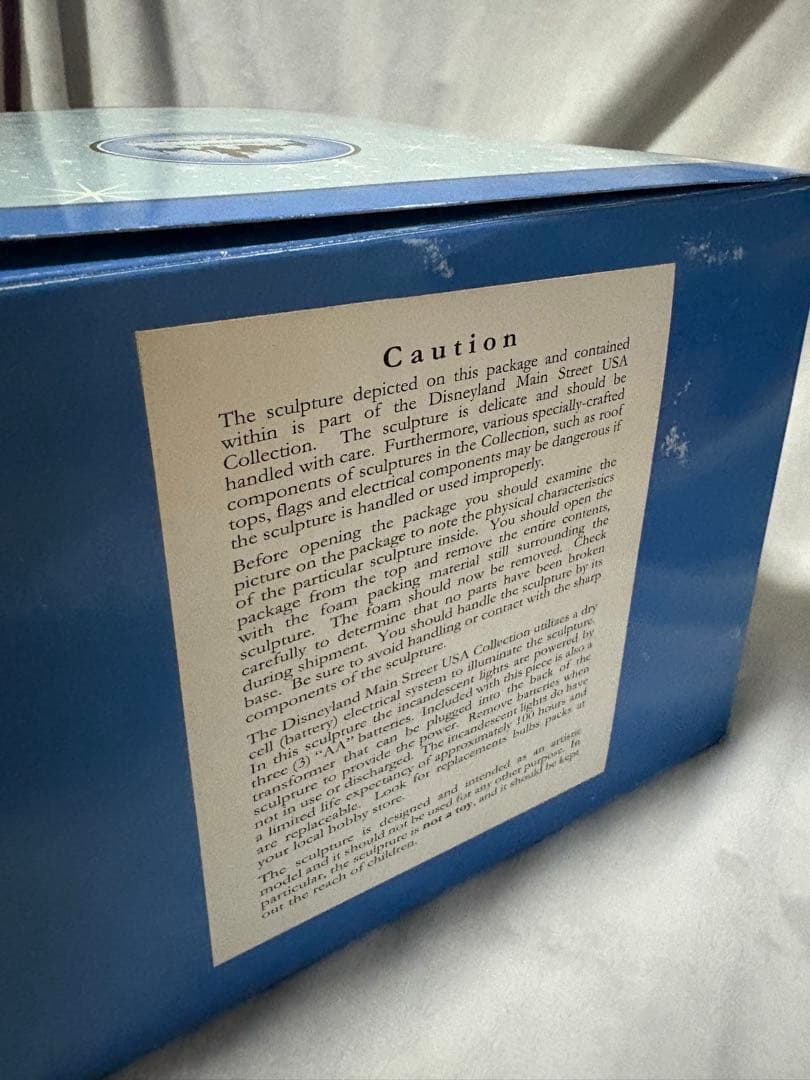 Caution
The sculpture depicted on this package and contained
within is part of the Disneyland Main Street USA
Collection. The sculpture is delicate and should be
handled with care. Furthermore, various specially-crafted
components of sculptures in the Collection, such as roof
tops, flags and electrical components may be dangerous if
the sculpture is handled or used improperly.
Before opening the package you should examine the
picture on the package to note the physical characteristics
of the particular sculpture inside. You should open the
package from the top and remove the entire contents,
with the foam packing material still surrounding the
sculpture. The foam should now be removed. Check
carefully to determine that no parts have been broken
during shipment. You should handle the sculpture by its
base. Be sure to avoid handling or contact with the sharp
components of the sculpture.
The Disneyland Main Street USA Collection utilizes a dry
cell (battery) electrical system to illuminate the sculpture.
In this sculpture the incandescent lights are powered by
three (3) "AA" batteries. Included with this piece is also a
transformer that can be plugged into the back of the
sculpture to provide the power. Remove batteries when
not in use or discharged. The incandescent lights do have
a limited life expectancy of approximately 100 hours and
are replaceable. Look for replacements bulbs packs at
your local hobby store.
The sculpture is designed and intended as an artistic
model and it should not be used for any other purpose. In
particular, the sculpture is not a toy, and it should be kept
out the reach of children.